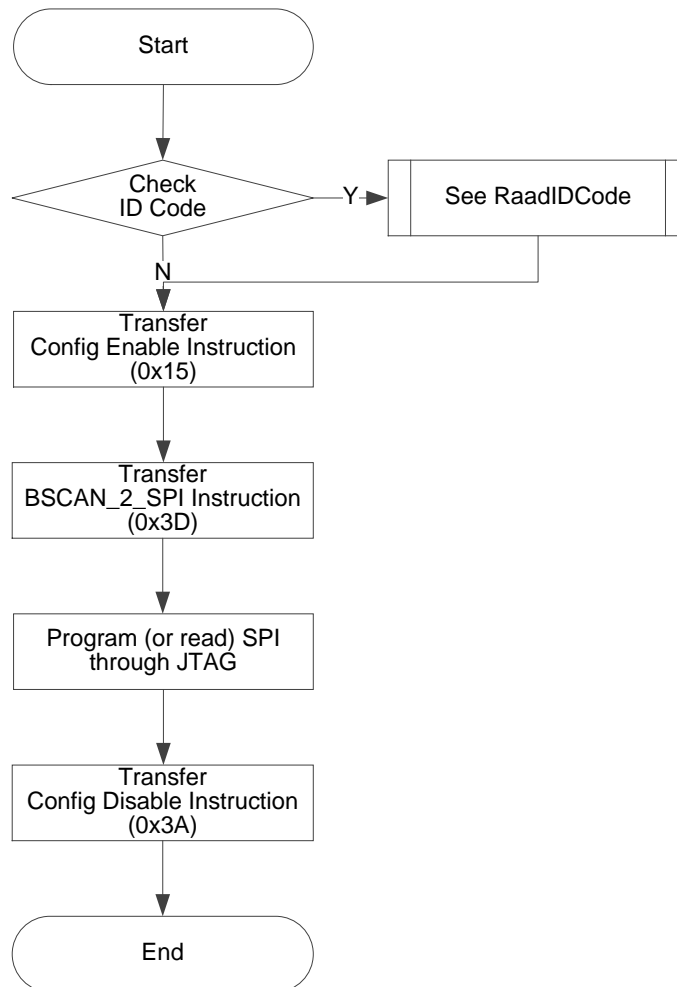 Start
Check
ID Code
Y
See RaadIDCode
N
Transfer
Config Enable Instruction
(0x15)
Transfer
BSCAN_2_SPI Instruction
(0x3D)
Program (or read) SPI
through JTAG
Transfer
Config Disable Instruction
(0x3A)
End